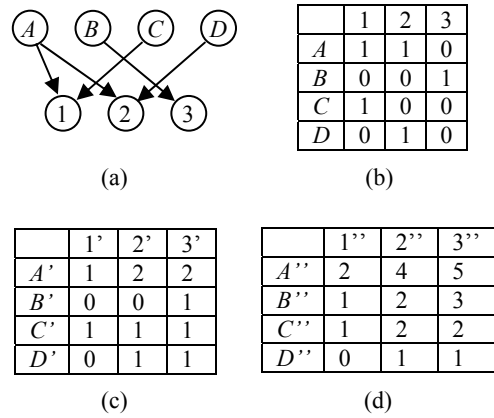 A B C D
1 2 3
(a)
1 2 3
A 1 1 0
B 0 0 1
C 1 0 0
D 0 1 0
(b)
1’ 2’ 3’
A’ 1 2 2
B’ 0 0 1
C’ 1 1 1
D’ 0 1 1
(c)
1’’ 2’’ 3’’
A’’ 2 4 5
B’’ 1 2 3
C’’ 1 2 2
D’’ 0 1 1
(d)